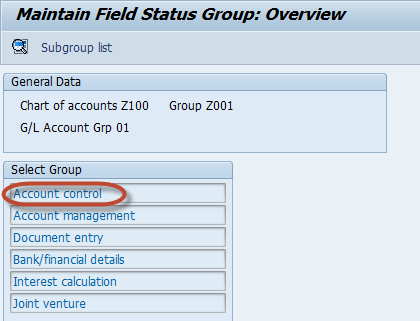 Maintain Field Status Group: Overview
Subgroup list
General Data
Chart of accounts Z100 Group Z001
G/L Account Grp 01
Select Group
Account control
Account management
Document entry
Bank/financial details
Interest calculation
Joint venture